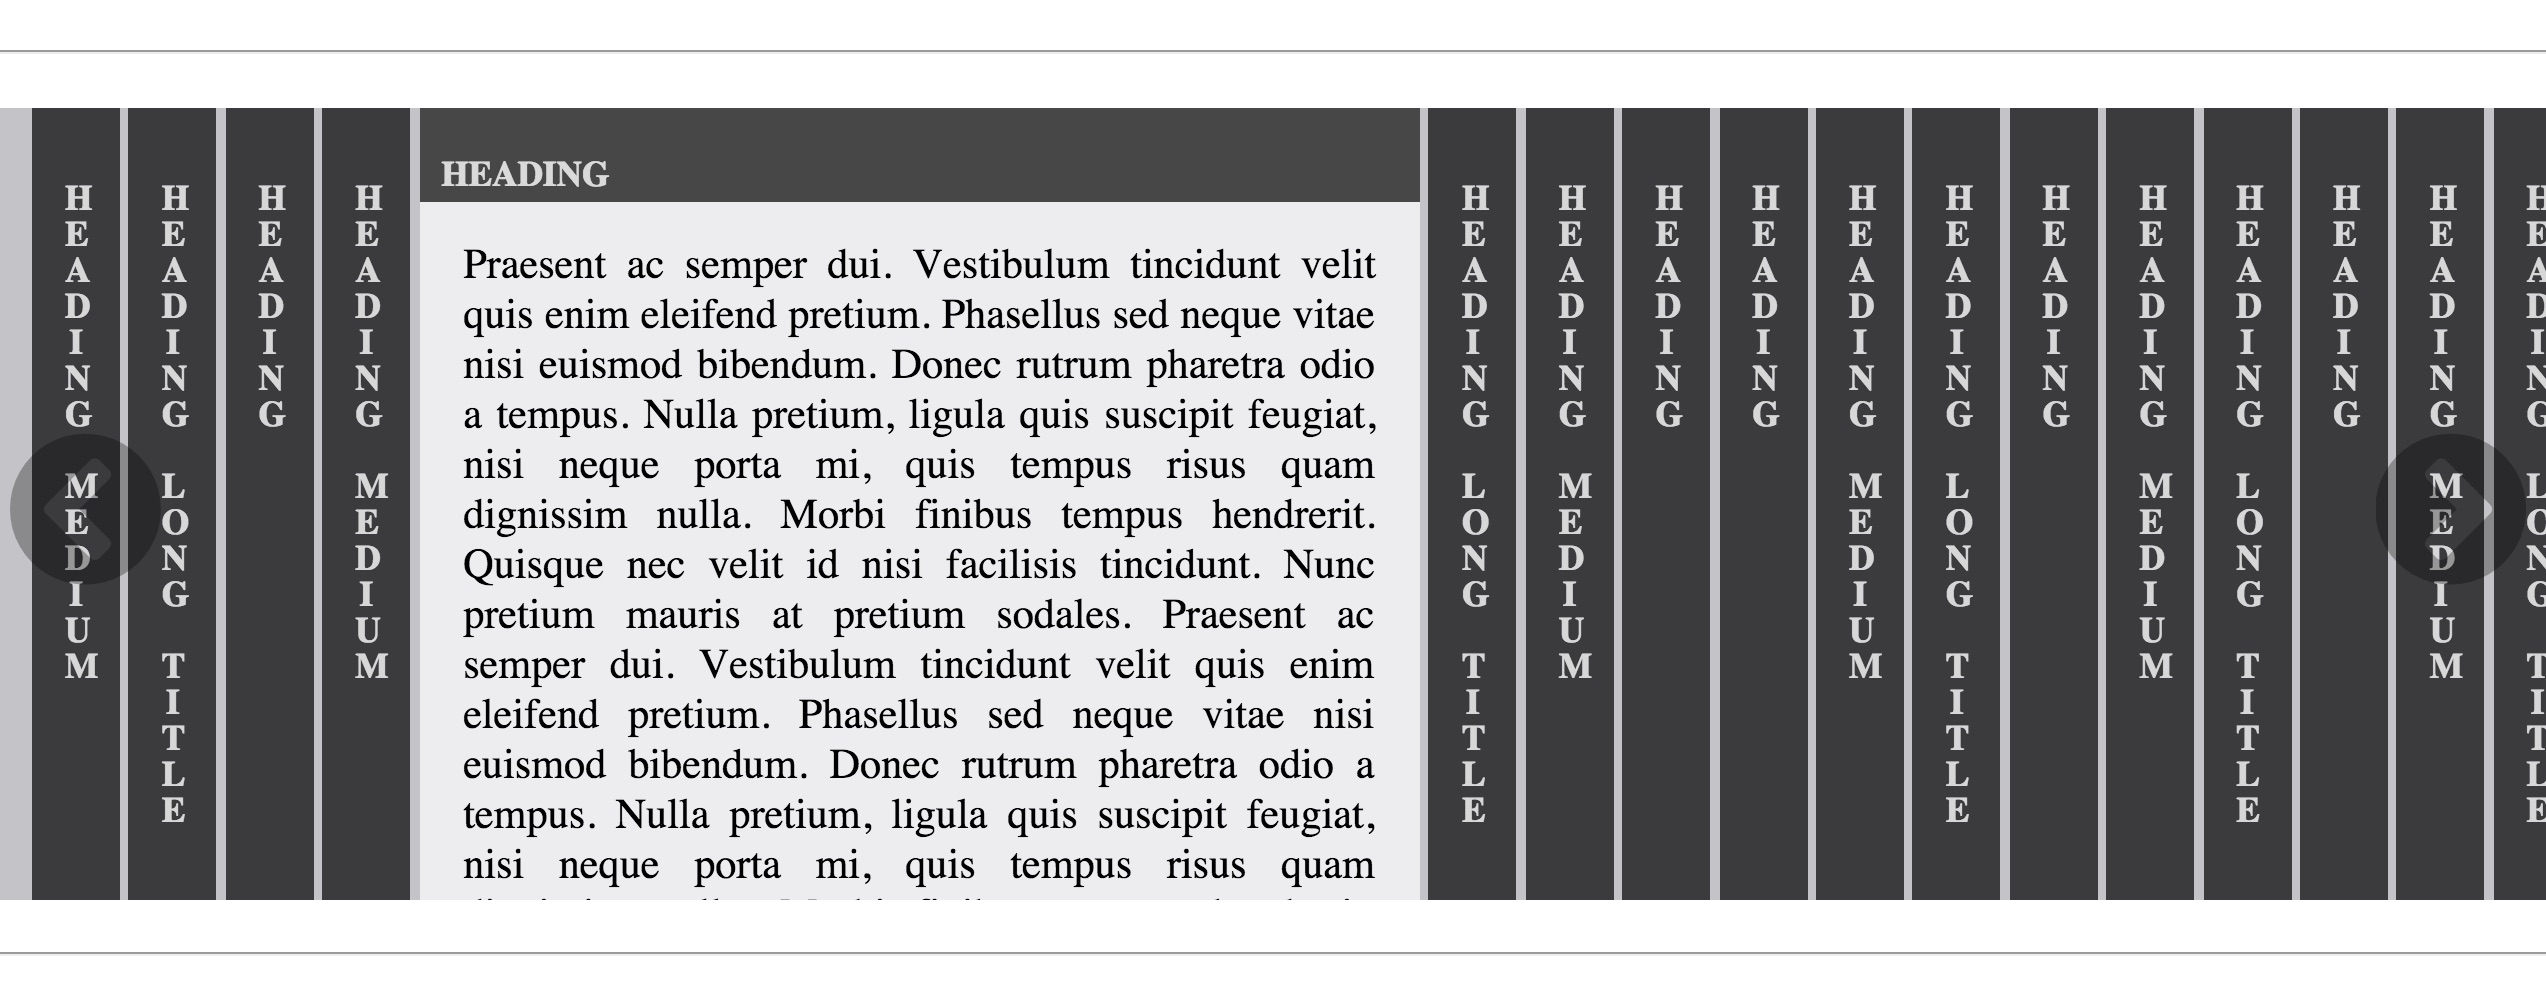 HEADING MEDIUM
HEADING LONG TITLE
HEADING
HEADING MEDIUM
HEADING
Praesent ac semper dui. Vestibulum tincidunt velit
quis enim eleifend pretium. Phasellus sed neque vitae
nisi euismod bibendum. Donec rutrum pharetra odio
a tempus. Nulla pretium, ligula quis suscipit feugiat,
nisi neque porta mi, quis tempus risus quam
dignissim nulla. Morbi finibus tempus hendrerit.
Quisque nec velit id nisi facilisis tincidunt. Nunc
pretium mauris at pretium sodales. Praesent ac
semper dui. Vestibulum tincidunt velit quis enim
eleifend pretium. Phasellus sed neque vitae nisi
euismod bibendum. Donec rutrum pharetra odio a
tempus. Nulla pretium, ligula quis suscipit feugiat,
nisi neque porta mi, quis tempus risus quam
HEADING LONG TITLE
HEADING MEDIUM
HEADING
HEADING
HEADING MEDIUM
HEADING LONG TITLE
HEADING
HEADING MEDIUM
HEADING LONG TITLE
HEADING
HEADING MEDIUM
HEADING LONG TITLE